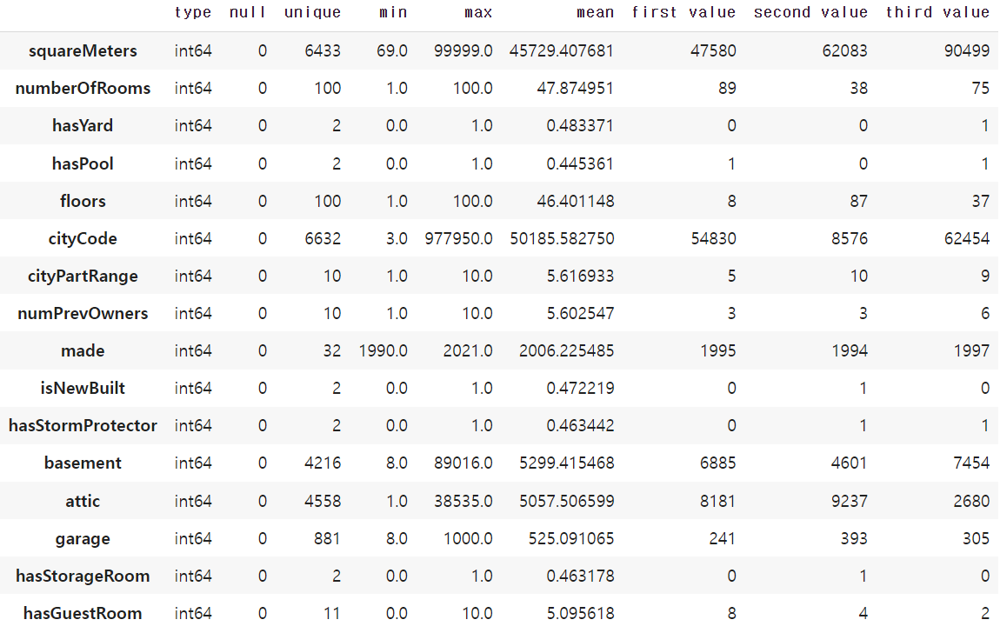 type null unique min max mean first value second value third value
squareMeters int64 0 6433 69.0 99999.0 45729.407681 47580 62083 90499
numberOfRooms int64 0 100 1.0 100.0 47.874951 89 38 75
hasYard int64 0 2 0.0 1.0 0.483371 0 0 1
hasPool int64 0 2 0.0 1.0 0.445361 1 0 1
floors int64 0 100 1.0 100.0 46.401148 8 87 37
cityCode int64 0 6632 3.0 977950.0 50185.582750 54830 8576 62454
cityPartRange int64 0 10 1.0 10.0 5.616933 5 10 9
numPrevOwners int64 0 10 1.0 10.0 5.602547 3 3 6
made int64 0 32 1990.0 2021.0 2006.225485 1995 1994 1997
isNewBuilt int64 0 2 0.0 1.0 0.472219 0 1 0
hasStormProtector int64 0 2 0.0 1.0 0.463442 0 1 1
basement int64 0 4216 8.0 89016.0 5299.415468 6885 4601 7454
attic int64 0 4558 1.0 38535.0 5057.506599 8181 9237 2680
garage int64 0 881 8.0 1000.0 525.091065 241 393 305
hasStorageRoom int64 0 2 0.0 1.0 0.463178 0 1 0
hasGuestRoom int64 0 11 0.0 10.0 5.095618 8 4 2